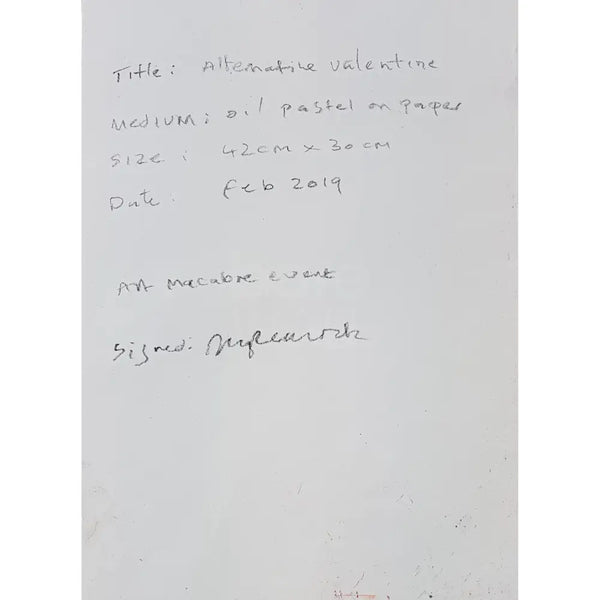 Title: Alternative valentine
Medium: oil pastel on paper
Size: 42cm x 30cm
Date: Feb 2019
Art Macabre event
Signed: